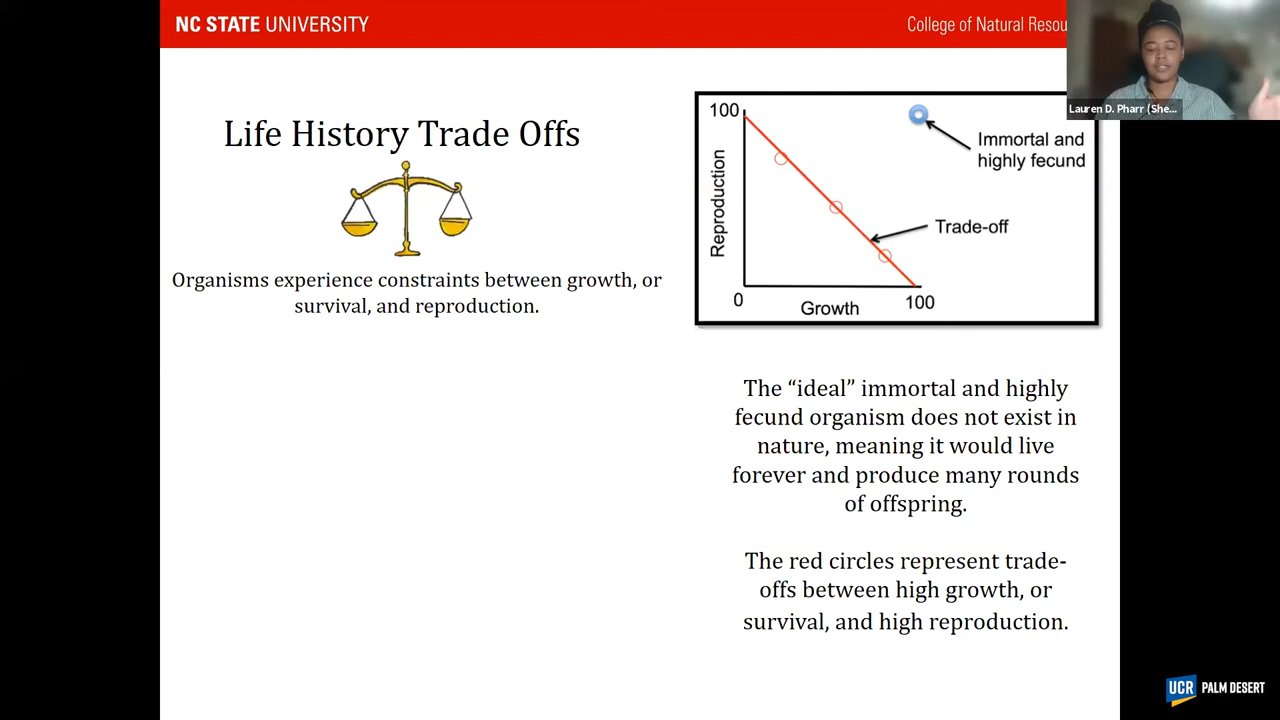 NC STATE UNIVERSITY
College of Natural Resou
Lauren D. Pharr (She...
Life History Trade Offs
Organisms experience constraints between growth, or
survival, and reproduction.
100
Reproduction
0
Growth
100
Immortal and
highly fecund
Trade-off
The “ideal” immortal and highly
fecund organism does not exist in
nature, meaning it would live
forever and produce many rounds
of offspring.
The red circles represent trade-
offs between high growth, or
survival, and high reproduction.
UCR PALM DESERT